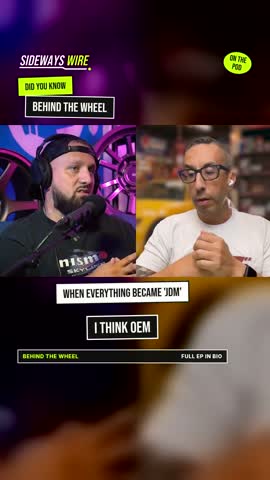 SIDEWAYS WIRE.
ON THE
POD
DID YOU KNOW
BEHIND THE WHEEL
nismo
SKYLINE
WHEN EVERYTHING BECAME 'JDM'
I THINK OEM
BEHIND THE WHEEL
FULL EP IN BIO